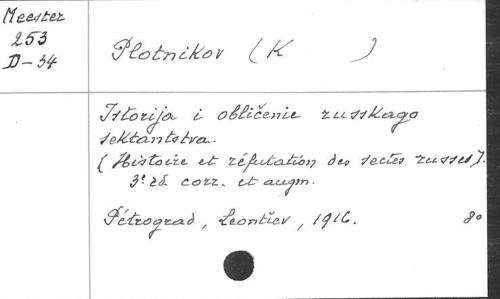 Meester
253
D-34
Plotnikov (K )
Istorija i obličenie russkago
sektantstva.
[Histoire et réfutation des sectes russes].
3e éd. corr. et augm.
Pétrograd, Leontiev, 1916. 80